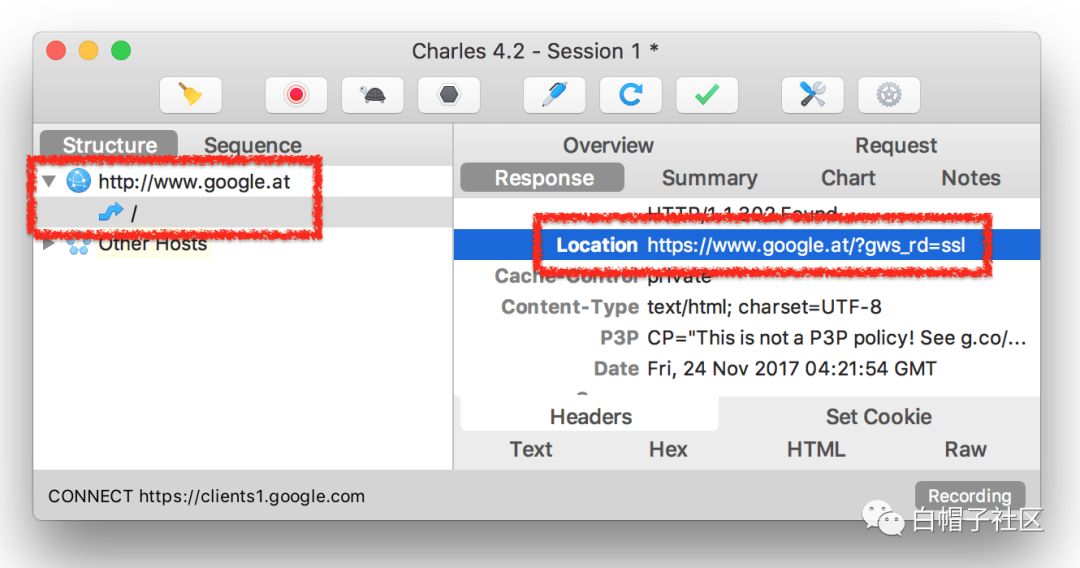 Charles 4.2 - Session 1 *
Structure Sequence
http://www.google.at
/
Other Hosts
Overview Request
Response Summary Chart Notes
HTTP/1.1 302 Found
Location https://www.google.at/?gws_rd=ssl
Cache-Control private
Content-Type text/html; charset=UTF-8
P3P CP="This is not a P3P policy! See g.co/...
Date Fri, 24 Nov 2017 04:21:54 GMT
Headers Set Cookie
Text Hex HTML Raw
CONNECT https://clients1.google.com
Recording
白帽子社区